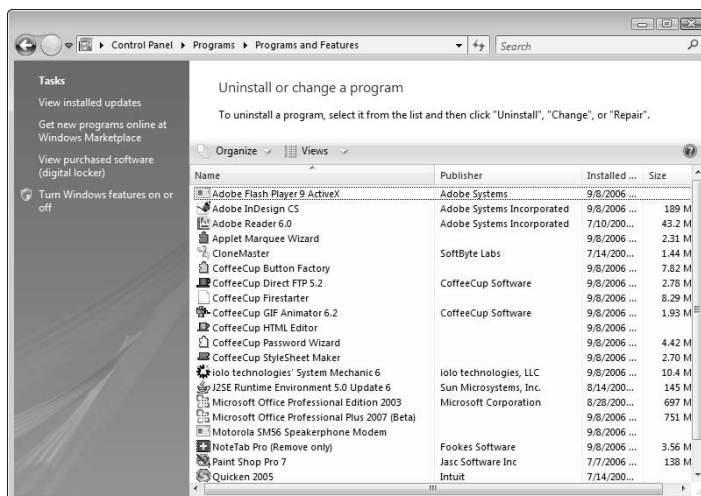 Control Panel Programs Programs and Features Search
Tasks
View installed updates
Get new programs online at
Windows Marketplace
View purchased software
(digital locker)
Turn Windows features on or
off
Uninstall or change a program
To uninstall a program, select it from the list and then click "Uninstall", "Change", or "Repair".
Organize Views
Name Publisher Installed ... Size
Adobe Flash Player 9 ActiveX Adobe Systems 9/8/2006 ...
Adobe InDesign CS Adobe Systems Incorporated 9/8/2006 ... 189 M
Adobe Reader 6.0 Adobe Systems Incorporated 7/10/200... 43.2 M
Applet Marquee Wizard 9/8/2006 ... 2.31 M
CloneMaster SoftByte Labs 7/14/200... 1.44 M
CoffeeCup Button Factory 9/8/2006 ... 7.82 M
CoffeeCup Direct FTP 5.2 CoffeeCup Software 9/8/2006 ... 2.78 M
CoffeeCup Firestarter 9/8/2006 ... 8.29 M
CoffeeCup GIF Animator 6.2 CoffeeCup Software 9/8/2006 ... 1.93 M
CoffeeCup HTML Editor 9/8/2006 ...
CoffeeCup Password Wizard 9/8/2006 ... 4.42 M
CoffeeCup StyleSheet Maker 9/8/2006 ... 2.70 M
iolo technologies' System Mechanic 6 iolo technologies, LLC 9/8/2006 ... 10.4 M
J2SE Runtime Environment 5.0 Update 6 Sun Microsystems, Inc. 8/14/200... 145 M
Microsoft Office Professional Edition 2003 Microsoft Corporation 8/28/200... 697 M
Microsoft Office Professional Plus 2007 (Beta) 9/8/2006 ... 751 M
Motorola SM56 Speakerphone Modem 9/8/2006 ...
NoteTab Pro (Remove only) Fookes Software 9/8/2006 ... 3.56 M
Paint Shop Pro 7 Jasc Software Inc 7/7/2006 ... 138 M
Quicken 2005 Intuit 7/14/200...